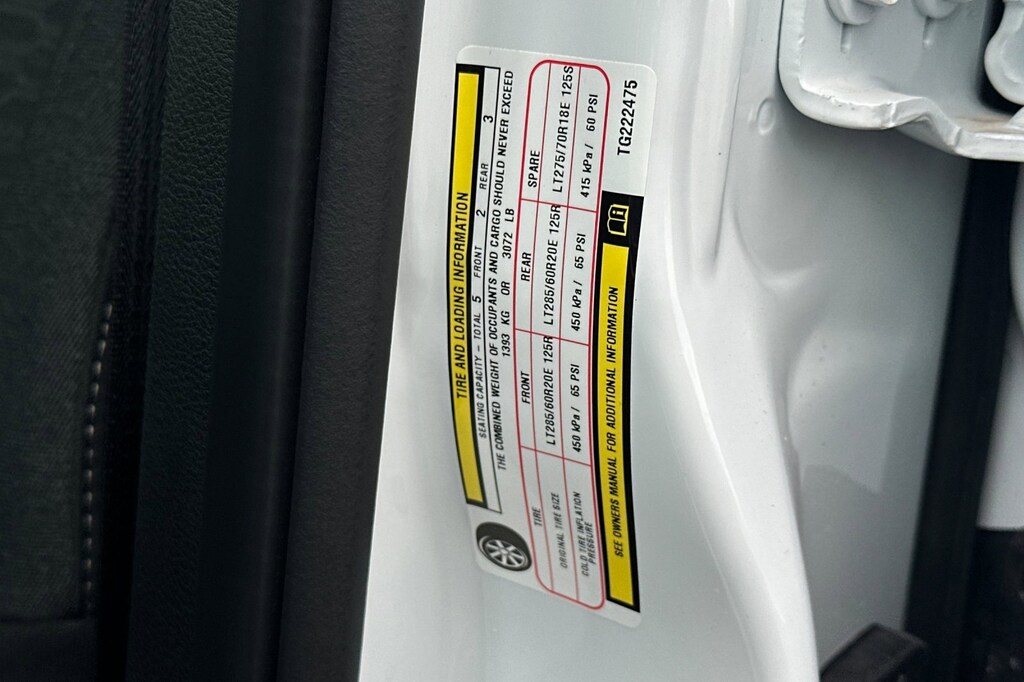 TIRE AND LOADING INFORMATION
SEATING CAPACITY - TOTAL 5 FRONT 2 REAR 3
THE COMBINED WEIGHT OF OCCUPANTS AND CARGO SHOULD NEVER EXCEED
1393 KG OR 3072 LB
TIRE FRONT REAR SPARE
ORIGINAL TIRE SIZE LT285/60R20E 125R LT285/60R20E 125R LT275/70R18E 125S
COLD TIRE INFLATION PRESSURE 450 kPa / 65 PSI 450 kPa / 65 PSI 415 kPa / 60 PSI
SEE OWNERS MANUAL FOR ADDITIONAL INFORMATION
TG222475